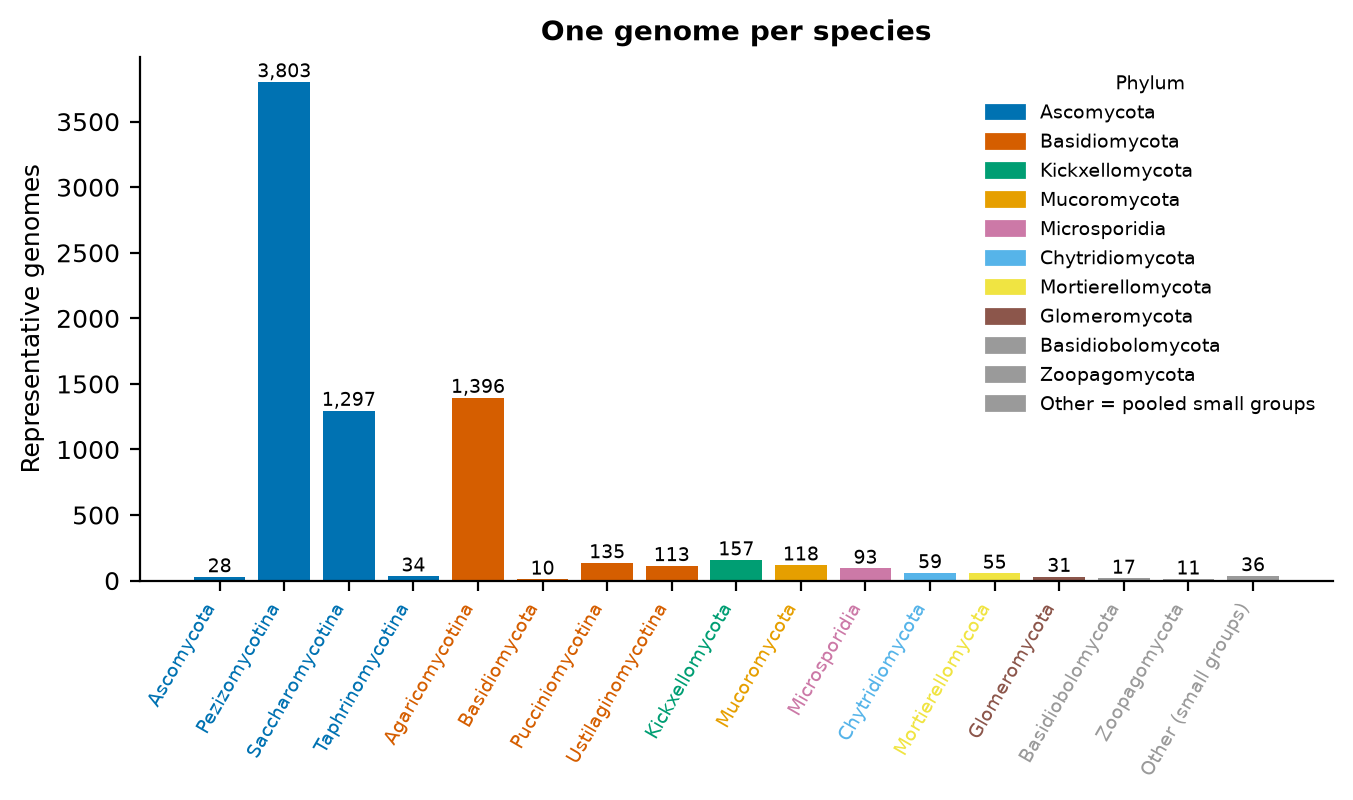 One genome per species
Representative genomes
3500
3000
2500
2000
1500
1000
500
0
28
3,803
1,297
34
1,396
10
135
113
157
118
93
59
55
31
17
11
36
Phylum
Ascomycota
Basidiomycota
Kickxellomycota
Mucoromycota
Microsporidia
Chytridiomycota
Mortierellomycota
Glomeromycota
Basidiobolomycota
Zoopagomycota
Other = pooled small groups
Ascomycota
Pezizomycotina
Saccharomycotina
Taphrinomycotina
Agaricomycotina
Basidiomycota
Pucciniomycotina
Ustilaginomycotina
Kickxellomycota
Mucoromycota
Microsporidia
Chytridiomycota
Mortierellomycota
Glomeromycota
Basidiobolomycota
Zoopagomycota
Other (small groups)